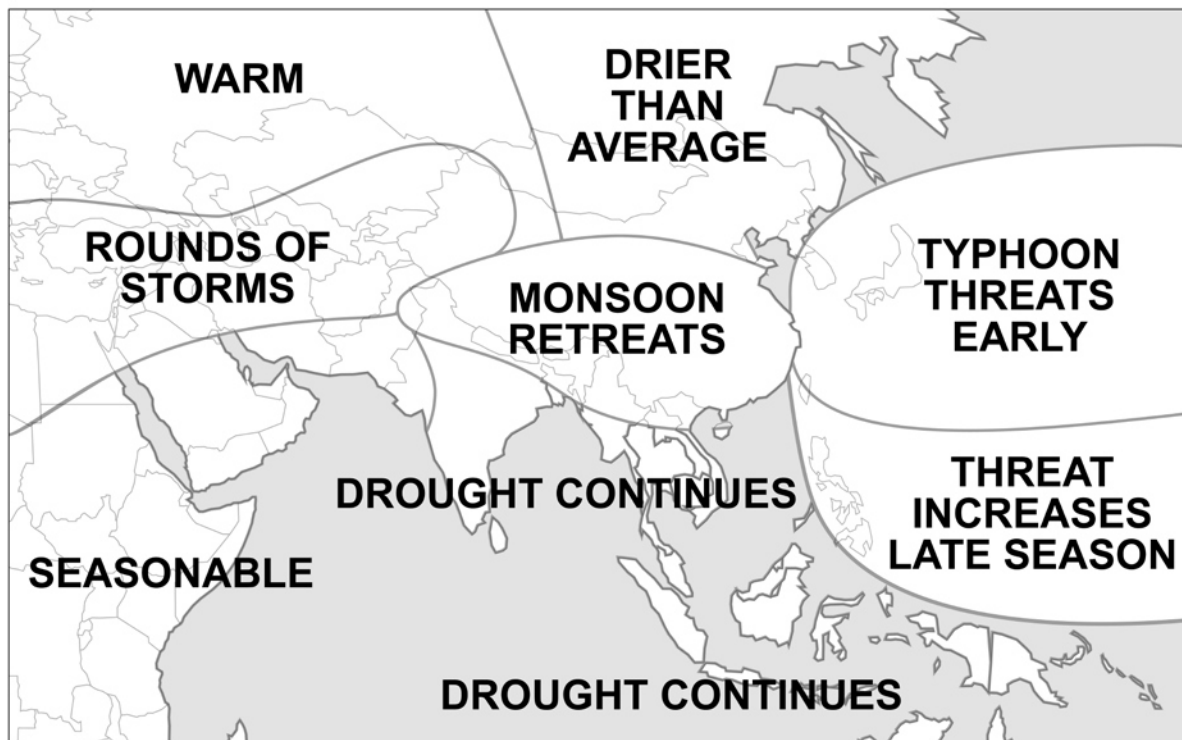 WARM
DRIER
THAN
AVERAGE
ROUNDS OF
STORMS
MONSOON
RETREATS
TYPHOON
THREATS
EARLY
DROUGHT CONTINUES
THREAT
INCREASES
LATE SEASON
SEASONABLE
DROUGHT CONTINUES